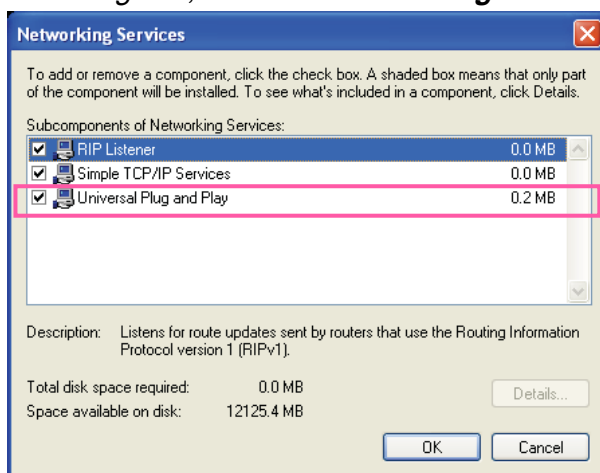 Networking Services
To add or remove a component, click the check box. A shaded box means that only part
of the component will be installed. To see what's included in a component, click Details.
Subcomponents of Networking Services:
RIP Listener 0.0 MB
Simple TCP/IP Services 0.0 MB
Universal Plug and Play 0.2 MB
Description: Listens for route updates sent by routers that use the Routing Information
Protocol version 1 (RIPv1).
Total disk space required: 0.0 MB
Details...
Space available on disk: 12125.4 MB
OK Cancel